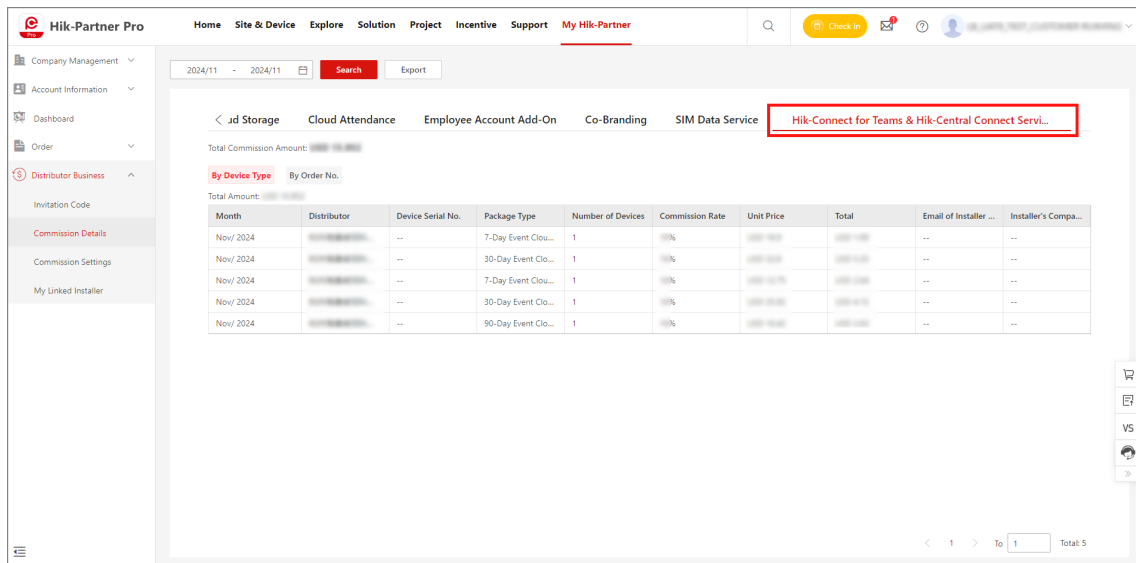 Hik-Partner Pro
Pro
Home Site & Device Explore Solution Project Incentive Support My Hik-Partner
Check In
1
?
Company Management
Account Information
Dashboard
Order
Distributor Business
Invitation Code
Commission Details
Commission Settings
My Linked Installer
2024/11 - 2024/11 Search Export
Storage Cloud Attendance Employee Account Add-On Co-Branding SIM Data Service Hik-Connect for Teams & Hik-Central Connect Servi...
Total Commission Amount:
By Device Type By Order No.
Total Amount:
Month Distributor Device Serial No. Package Type Number of Devices Commission Rate Unit Price Total Email of Installer ... Installer's Compa...
Nov/ 2024 -- 7-Day Event Clou... 1 % -- --
Nov/ 2024 -- 30-Day Event Clo... 1 % -- --
Nov/ 2024 -- 7-Day Event Clou... 1 % -- --
Nov/ 2024 -- 30-Day Event Clo... 1 % -- --
Nov/ 2024 -- 90-Day Event Clo... 1 % -- --
VS
< 1 > To 1 Total: 5